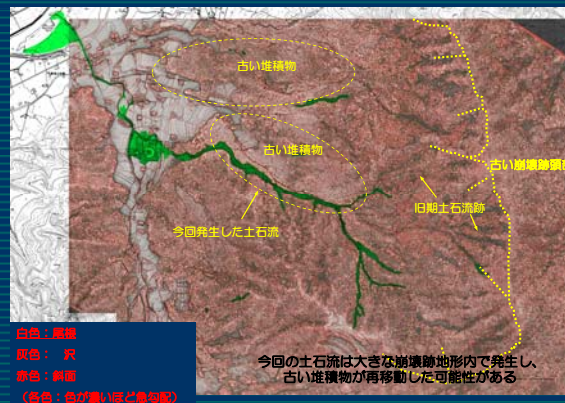 古い堆積物
古い堆積物
古い崩壊跡頭部
旧期土石流跡
今回発生した土石流
白色:尾根
灰色: 沢
赤色:斜面
(各色:色が濃いほど急勾配)
今回の土石流は大きな崩壊跡地形内で発生し、
古い堆積物が再移動した可能性がある